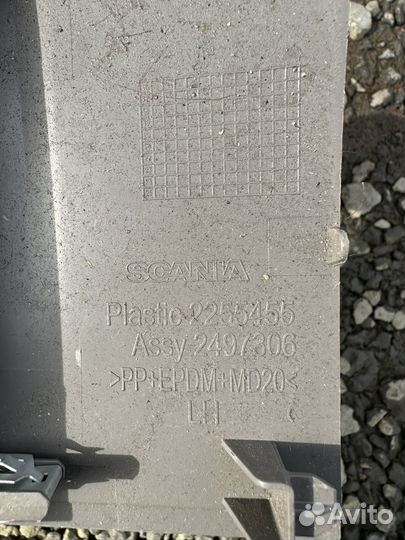 SCANIA
Plastic 2255455
Assy 2497306
>PP+EPDM+MD20<
LH
Avito